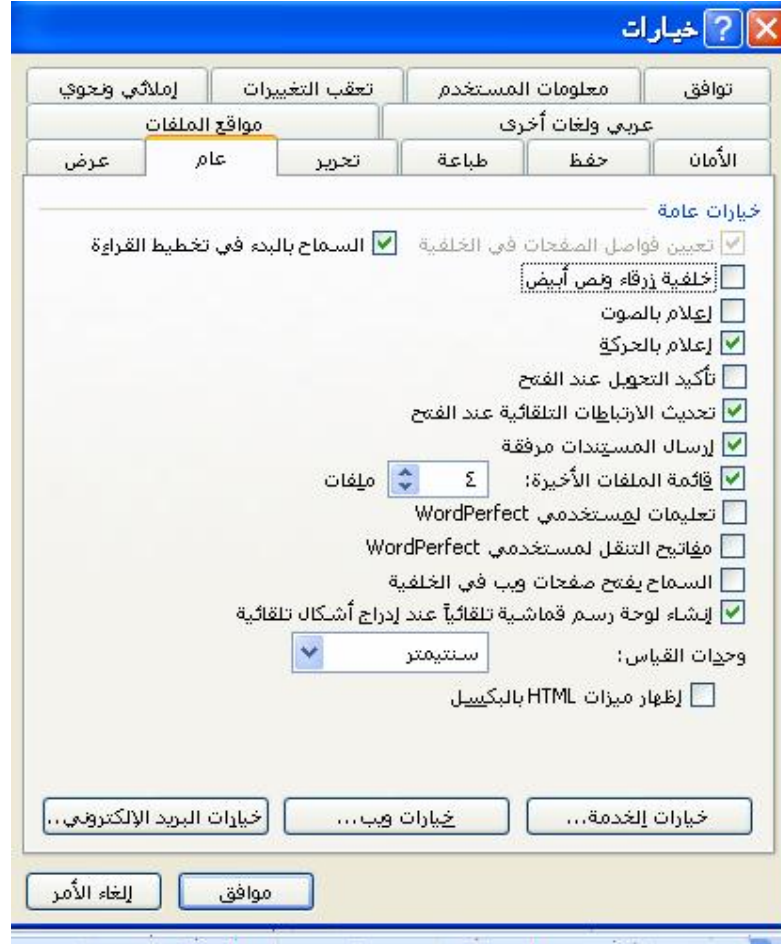 خيارات
توافق معلومات المستخدم تعقب التغييرات إملائي ونحوي
عربي ولغات أخرى مواقع الملفات
الأمان حفظ طباعة تحرير عام عرض
خيارات عامة
تعيين فواصل الصفحات في الخلفية السماح بالبدء في تخطيط القراءة
خلفية زرقاء ونص أبيض
إعلام بالصوت
إعلام بالحركة
تأكيد التحويل عند الفتح
تحديث الارتباطات التلقائية عند الفتح
إرسال المستندات مرفقة
قائمة الملفات الأخيرة: ٤ ملفات
تعليمات لمستخدمي WordPerfect
مفاتيح التنقل لمستخدمي WordPerfect
السماح يفتح صفحات ويب في الخلفية
إنشاء لوحة رسم قماشية تلقائياً عند إدراج أشكال تلقائية
وحدات القياس: سنتيمتر
إظهار ميزات HTML بالبكسيل
خيارات الخدمة... خيارات ويب... خيارات البريد الإلكتروني..
موافق إلغاء الأمر